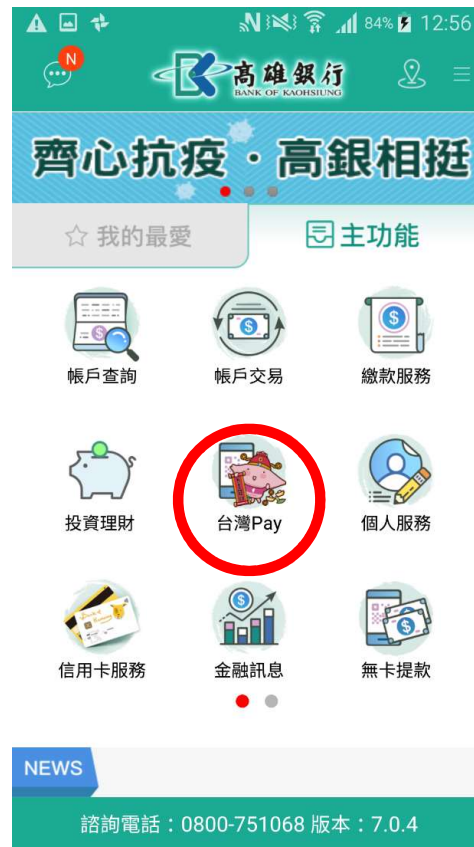 84% 12:56
N
高雄銀行
BANK OF KAOHSIUNG
齊心抗疫・高銀相挺
我的最愛 主功能
帳戶查詢 帳戶交易 繳款服務
投資理財 台灣Pay 個人服務
信用卡服務 金融訊息 無卡提款
NEWS
諮詢電話：0800-751068 版本：7.0.4